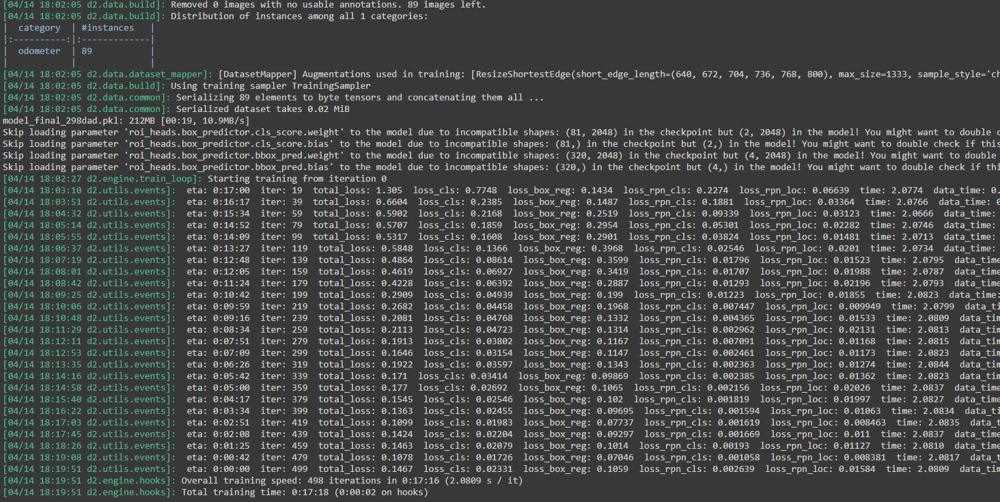 [04/14 18:02:05 d2.data.build]: Removed 0 images with no usable annotations. 89 images left.
[04/14 18:02:05 d2.data.build]: Distribution of instances among all 1 categories:
|  category  | #instances   |
|:----------:|:-------------|
|  odometer  | 89           |
|            |              |
[04/14 18:02:05 d2.data.dataset_mapper]: [DatasetMapper] Augmentations used in training: [ResizeShortestEdge(short_edge_length=(640, 672, 704, 736, 768, 800), max_size=1333, sample_style='ch
[04/14 18:02:05 d2.data.build]: Using training sampler TrainingSampler
[04/14 18:02:05 d2.data.common]: Serializing 89 elements to byte tensors and concatenating them all ...
[04/14 18:02:05 d2.data.common]: Serialized dataset takes 0.02 MiB
model_final_298dad.pkl: 212MB [00:19, 10.9MB/s]
Skip loading parameter 'roi_heads.box_predictor.cls_score.weight' to the model due to incompatible shapes: (81, 2048) in the checkpoint but (2, 2048) in the model! You might want to double c
Skip loading parameter 'roi_heads.box_predictor.cls_score.bias' to the model due to incompatible shapes: (81,) in the checkpoint but (2,) in the model! You might want to double check if this
Skip loading parameter 'roi_heads.box_predictor.bbox_pred.weight' to the model due to incompatible shapes: (320, 2048) in the checkpoint but (4, 2048) in the model! You might want to double
Skip loading parameter 'roi_heads.box_predictor.bbox_pred.bias' to the model due to incompatible shapes: (320,) in the checkpoint but (4,) in the model! You might want to double check if thi
[04/14 18:02:27 d2.engine.train_loop]: Starting training from iteration 0
[04/14 18:03:10 d2.utils.events]:  eta: 0:17:00  iter: 19  total_loss: 1.305  loss_cls: 0.7748  loss_box_reg: 0.1434  loss_rpn_cls: 0.2274  loss_rpn_loc: 0.06639  time: 2.0774  data_time: 0.
[04/14 18:03:51 d2.utils.events]:  eta: 0:16:17  iter: 39  total_loss: 0.6604  loss_cls: 0.2385  loss_box_reg: 0.1487  loss_rpn_cls: 0.1881  loss_rpn_loc: 0.03364  time: 2.0766  data_time: 0
[04/14 18:04:32 d2.utils.events]:  eta: 0:15:34  iter: 59  total_loss: 0.5902  loss_cls: 0.2168  loss_box_reg: 0.2519  loss_rpn_cls: 0.09339  loss_rpn_loc: 0.03123  time: 2.0666  data_time:
[04/14 18:05:14 d2.utils.events]:  eta: 0:14:52  iter: 79  total_loss: 0.5707  loss_cls: 0.1859  loss_box_reg: 0.2954  loss_rpn_cls: 0.05301  loss_rpn_loc: 0.02282  time: 2.0746  data_time:
[04/14 18:05:55 d2.utils.events]:  eta: 0:14:09  iter: 99  total_loss: 0.5317  loss_cls: 0.1608  loss_box_reg: 0.2901  loss_rpn_cls: 0.03824  loss_rpn_loc: 0.01481  time: 2.0713  data_time:
[04/14 18:06:37 d2.utils.events]:  eta: 0:13:27  iter: 119  total_loss: 0.5848  loss_cls: 0.1366  loss_box_reg: 0.3968  loss_rpn_cls: 0.02546  loss_rpn_loc: 0.0201  time: 2.0734  data_time:
[04/14 18:07:19 d2.utils.events]:  eta: 0:12:48  iter: 139  total_loss: 0.4864  loss_cls: 0.08614  loss_box_reg: 0.3599  loss_rpn_cls: 0.01796  loss_rpn_loc: 0.01523  time: 2.0795  data_time
[04/14 18:08:01 d2.utils.events]:  eta: 0:12:05  iter: 159  total_loss: 0.4619  loss_cls: 0.06927  loss_box_reg: 0.3419  loss_rpn_cls: 0.01707  loss_rpn_loc: 0.01988  time: 2.0787  data_time
[04/14 18:08:42 d2.utils.events]:  eta: 0:11:24  iter: 179  total_loss: 0.4228  loss_cls: 0.06392  loss_box_reg: 0.2887  loss_rpn_cls: 0.01293  loss_rpn_loc: 0.02196  time: 2.0793  data_time
[04/14 18:09:25 d2.utils.events]:  eta: 0:10:42  iter: 199  total_loss: 0.2909  loss_cls: 0.04939  loss_box_reg: 0.199  loss_rpn_cls: 0.01223  loss_rpn_loc: 0.01855  time: 2.0823  data_time:
[04/14 18:10:06 d2.utils.events]:  eta: 0:09:59  iter: 219  total_loss: 0.2682  loss_cls: 0.04458  loss_box_reg: 0.1968  loss_rpn_cls: 0.007447  loss_rpn_loc: 0.009949  time: 2.0799  data_ti
[04/14 18:10:48 d2.utils.events]:  eta: 0:09:16  iter: 239  total_loss: 0.2081  loss_cls: 0.04768  loss_box_reg: 0.1332  loss_rpn_cls: 0.004365  loss_rpn_loc: 0.01533  time: 2.0809  data_tim
[04/14 18:11:29 d2.utils.events]:  eta: 0:08:34  iter: 259  total_loss: 0.2113  loss_cls: 0.04723  loss_box_reg: 0.1314  loss_rpn_cls: 0.002962  loss_rpn_loc: 0.02131  time: 2.0813  data_tim
[04/14 18:12:11 d2.utils.events]:  eta: 0:07:51  iter: 279  total_loss: 0.1913  loss_cls: 0.03802  loss_box_reg: 0.1167  loss_rpn_cls: 0.007091  loss_rpn_loc: 0.01168  time: 2.0815  data_tim
[04/14 18:12:53 d2.utils.events]:  eta: 0:07:09  iter: 299  total_loss: 0.1646  loss_cls: 0.03154  loss_box_reg: 0.1147  loss_rpn_cls: 0.002461  loss_rpn_loc: 0.01173  time: 2.0823  data_tim
[04/14 18:13:35 d2.utils.events]:  eta: 0:06:26  iter: 319  total_loss: 0.1922  loss_cls: 0.03597  loss_box_reg: 0.1343  loss_rpn_cls: 0.002363  loss_rpn_loc: 0.01274  time: 2.0844  data_tim
[04/14 18:14:16 d2.utils.events]:  eta: 0:05:42  iter: 339  total_loss: 0.171  loss_cls: 0.03414  loss_box_reg: 0.09869  loss_rpn_cls: 0.002385  loss_rpn_loc: 0.01362  time: 2.0823  data_tim
[04/14 18:14:58 d2.utils.events]:  eta: 0:05:00  iter: 359  total_loss: 0.177  loss_cls: 0.02692  loss_box_reg: 0.1065  loss_rpn_cls: 0.002156  loss_rpn_loc: 0.02026  time: 2.0837  data_time
[04/14 18:15:40 d2.utils.events]:  eta: 0:04:17  iter: 379  total_loss: 0.1545  loss_cls: 0.02546  loss_box_reg: 0.102  loss_rpn_cls: 0.001819  loss_rpn_loc: 0.01997  time: 2.0827  data_time
[04/14 18:16:22 d2.utils.events]:  eta: 0:03:34  iter: 399  total_loss: 0.1363  loss_cls: 0.02455  loss_box_reg: 0.09695  loss_rpn_cls: 0.001594  loss_rpn_loc: 0.01063  time: 2.0834  data_ti
[04/14 18:17:03 d2.utils.events]:  eta: 0:02:51  iter: 419  total_loss: 0.1099  loss_cls: 0.01983  loss_box_reg: 0.07737  loss_rpn_cls: 0.001619  loss_rpn_loc: 0.008463  time: 2.0835  data_t
[04/14 18:17:45 d2.utils.events]:  eta: 0:02:08  iter: 439  total_loss: 0.1424  loss_cls: 0.02204  loss_box_reg: 0.09297  loss_rpn_cls: 0.001669  loss_rpn_loc: 0.011  time: 2.0837  data_time
[04/14 18:18:26 d2.utils.events]:  eta: 0:01:25  iter: 459  total_loss: 0.1463  loss_cls: 0.02079  loss_box_reg: 0.1014  loss_rpn_cls: 0.00193  loss_rpn_loc: 0.01127  time: 2.0810  data_time
[04/14 18:19:08 d2.utils.events]:  eta: 0:00:42  iter: 479  total_loss: 0.1078  loss_cls: 0.01726  loss_box_reg: 0.07046  loss_rpn_cls: 0.001058  loss_rpn_loc: 0.008381  time: 2.0817  data_t
[04/14 18:19:51 d2.utils.events]:  eta: 0:00:00  iter: 499  total_loss: 0.1467  loss_cls: 0.02331  loss_box_reg: 0.1059  loss_rpn_cls: 0.002639  loss_rpn_loc: 0.01584  time: 2.0809  data_tim
[04/14 18:19:51 d2.engine.hooks]: Overall training speed: 498 iterations in 0:17:16 (2.0809 s / it)
[04/14 18:19:51 d2.engine.hooks]: Total training time: 0:17:18 (0:00:02 on hooks)